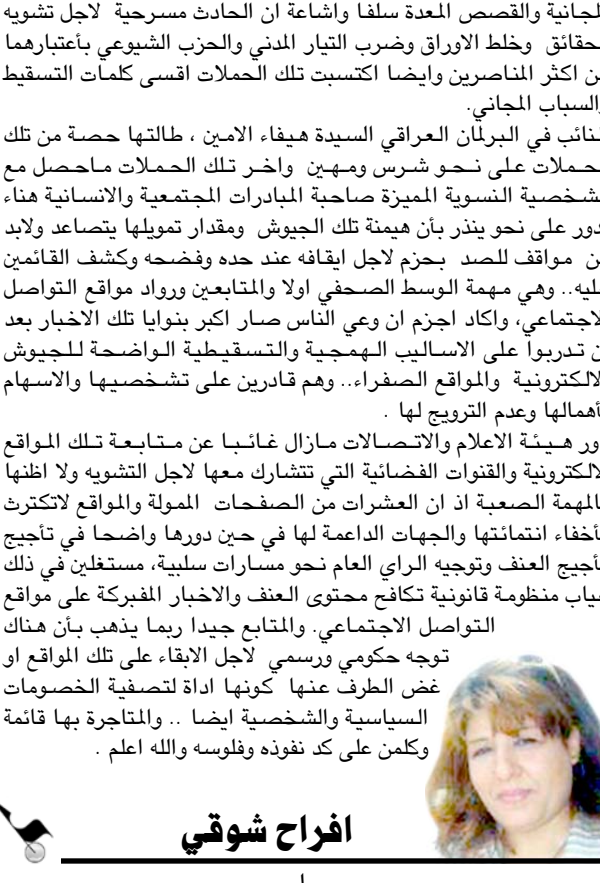 لمجانية والقصص المعدة سلفا واشاعة ان الحادث مسرحية لاجل تشويه
لحقائق وخلط الاوراق وضرب التيار المدني والحزب الشيوعي بأعتبارهما
ن اكثر المناصرين وايضا اكتسبت تلك الحملات اقسى كلمات التسقيط
السباب المجاني.
لنائب في البرلمان العراقي السيدة هيفاء الامين ، طالتها حصة من تلك
لحملات على نحو شرس ومهين واخر تلك الحملات ماحصل مع
لشخصية النسوية المميزة صاحبة المبادرات المجتمعية والانسانية هناء
دور على نحو ينذر بأن هيمنة تلك الجيوش ومقدار تمويلها يتصاعد ولابد
ن مواقف للصد بحزم لاجل ايقافه عند حده وفضحه وكشف القائمين
ليه.. وهي مهمة الوسط الصحفي اولا والمتابعين ورواد مواقع التواصل
لاجتماعي، واكاد اجزم ان وعي الناس صار اكبر بنوايا تلك الاخبار بعد
ن تدربوا على الاساليب الهمجية والتسقيطية الواضحة للجيوش
لالكترونية والمواقع الصفراء.. وهم قادرين على تشخصيها والاسهام
أهمالها وعدم الترويج لها .
ور هيئة الاعلام والاتصالات مازال غائبا عن متابعة تلك المواقع
لالكترونية والقنوات الفضائية التي تتشارك معها لاجل التشويه ولا اظنها
المهمة الصعبة اذ ان العشرات من الصفحات الممولة والمواقع لاتكترث
أخفاء انتمائتها والجهات الداعمة لها في حين دورها واضحا في تأجيج
أجيج العنف وتوجيه الراي العام نحو مسارات سلبية، مستغلين في ذلك
ياب منظومة قانونية تكافح محتوى العنف والاخبار المفبركة على مواقع
التواصل الاجتماعي. والمتابع جيدا ربما يذهب بأن هناك
توجه حكومي ورسمي لاجل الابقاء على تلك المواقع او
غض الطرف عنها كونها اداة لتصفية الخصومات
السياسية والشخصية ايضا .. والمتاجرة بها قائمة
وكلمن على كد نفوذه وفلوسه والله اعلم .
افراح شوقي